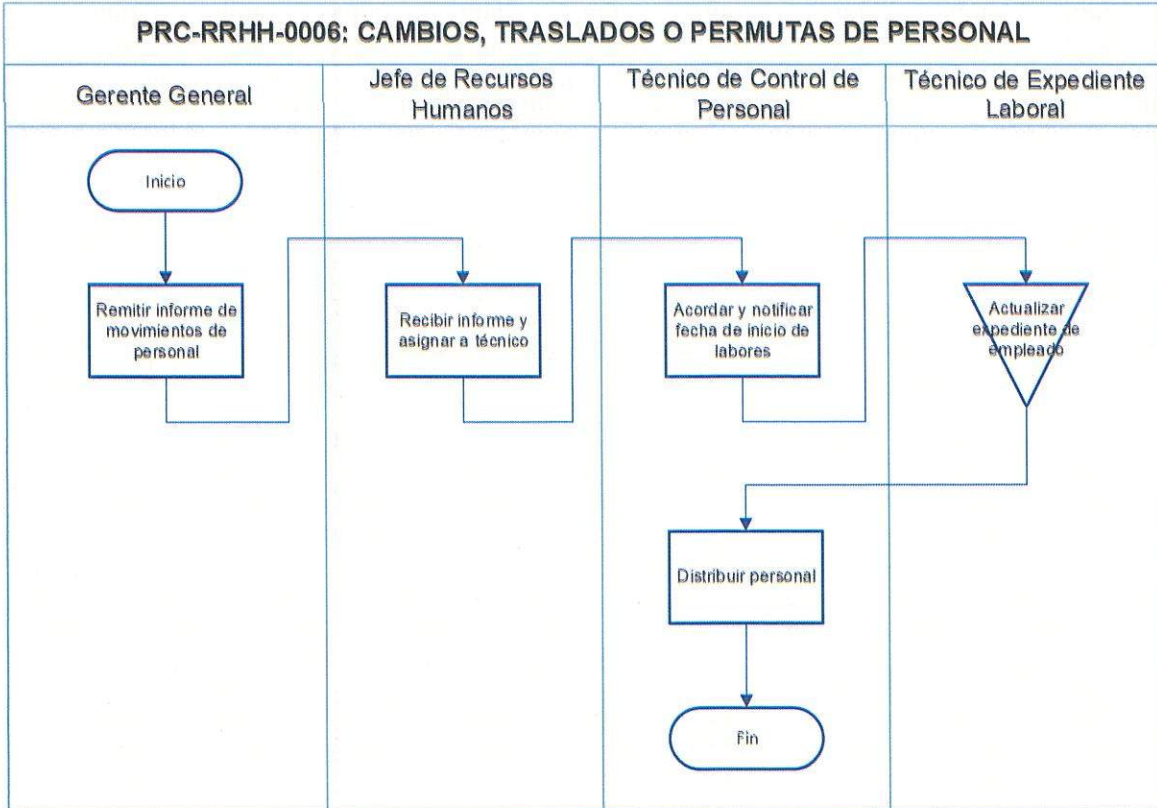 PRC-RRHH-0006: CAMBIOS, TRASLADOS O PERMUTAS DE PERSONAL
Gerente General
Jefe de Recursos
Humanos
Técnico de Control de
Personal
Técnico de Expediente
Laboral
Inicio
Remitir informe de
movimientos de
personal
Recibir informe y
asignar a técnico
Acordar y notificar
fecha de inicio de
labores
Actualizar
expediente de
empleado
Distribuir personal
Fin